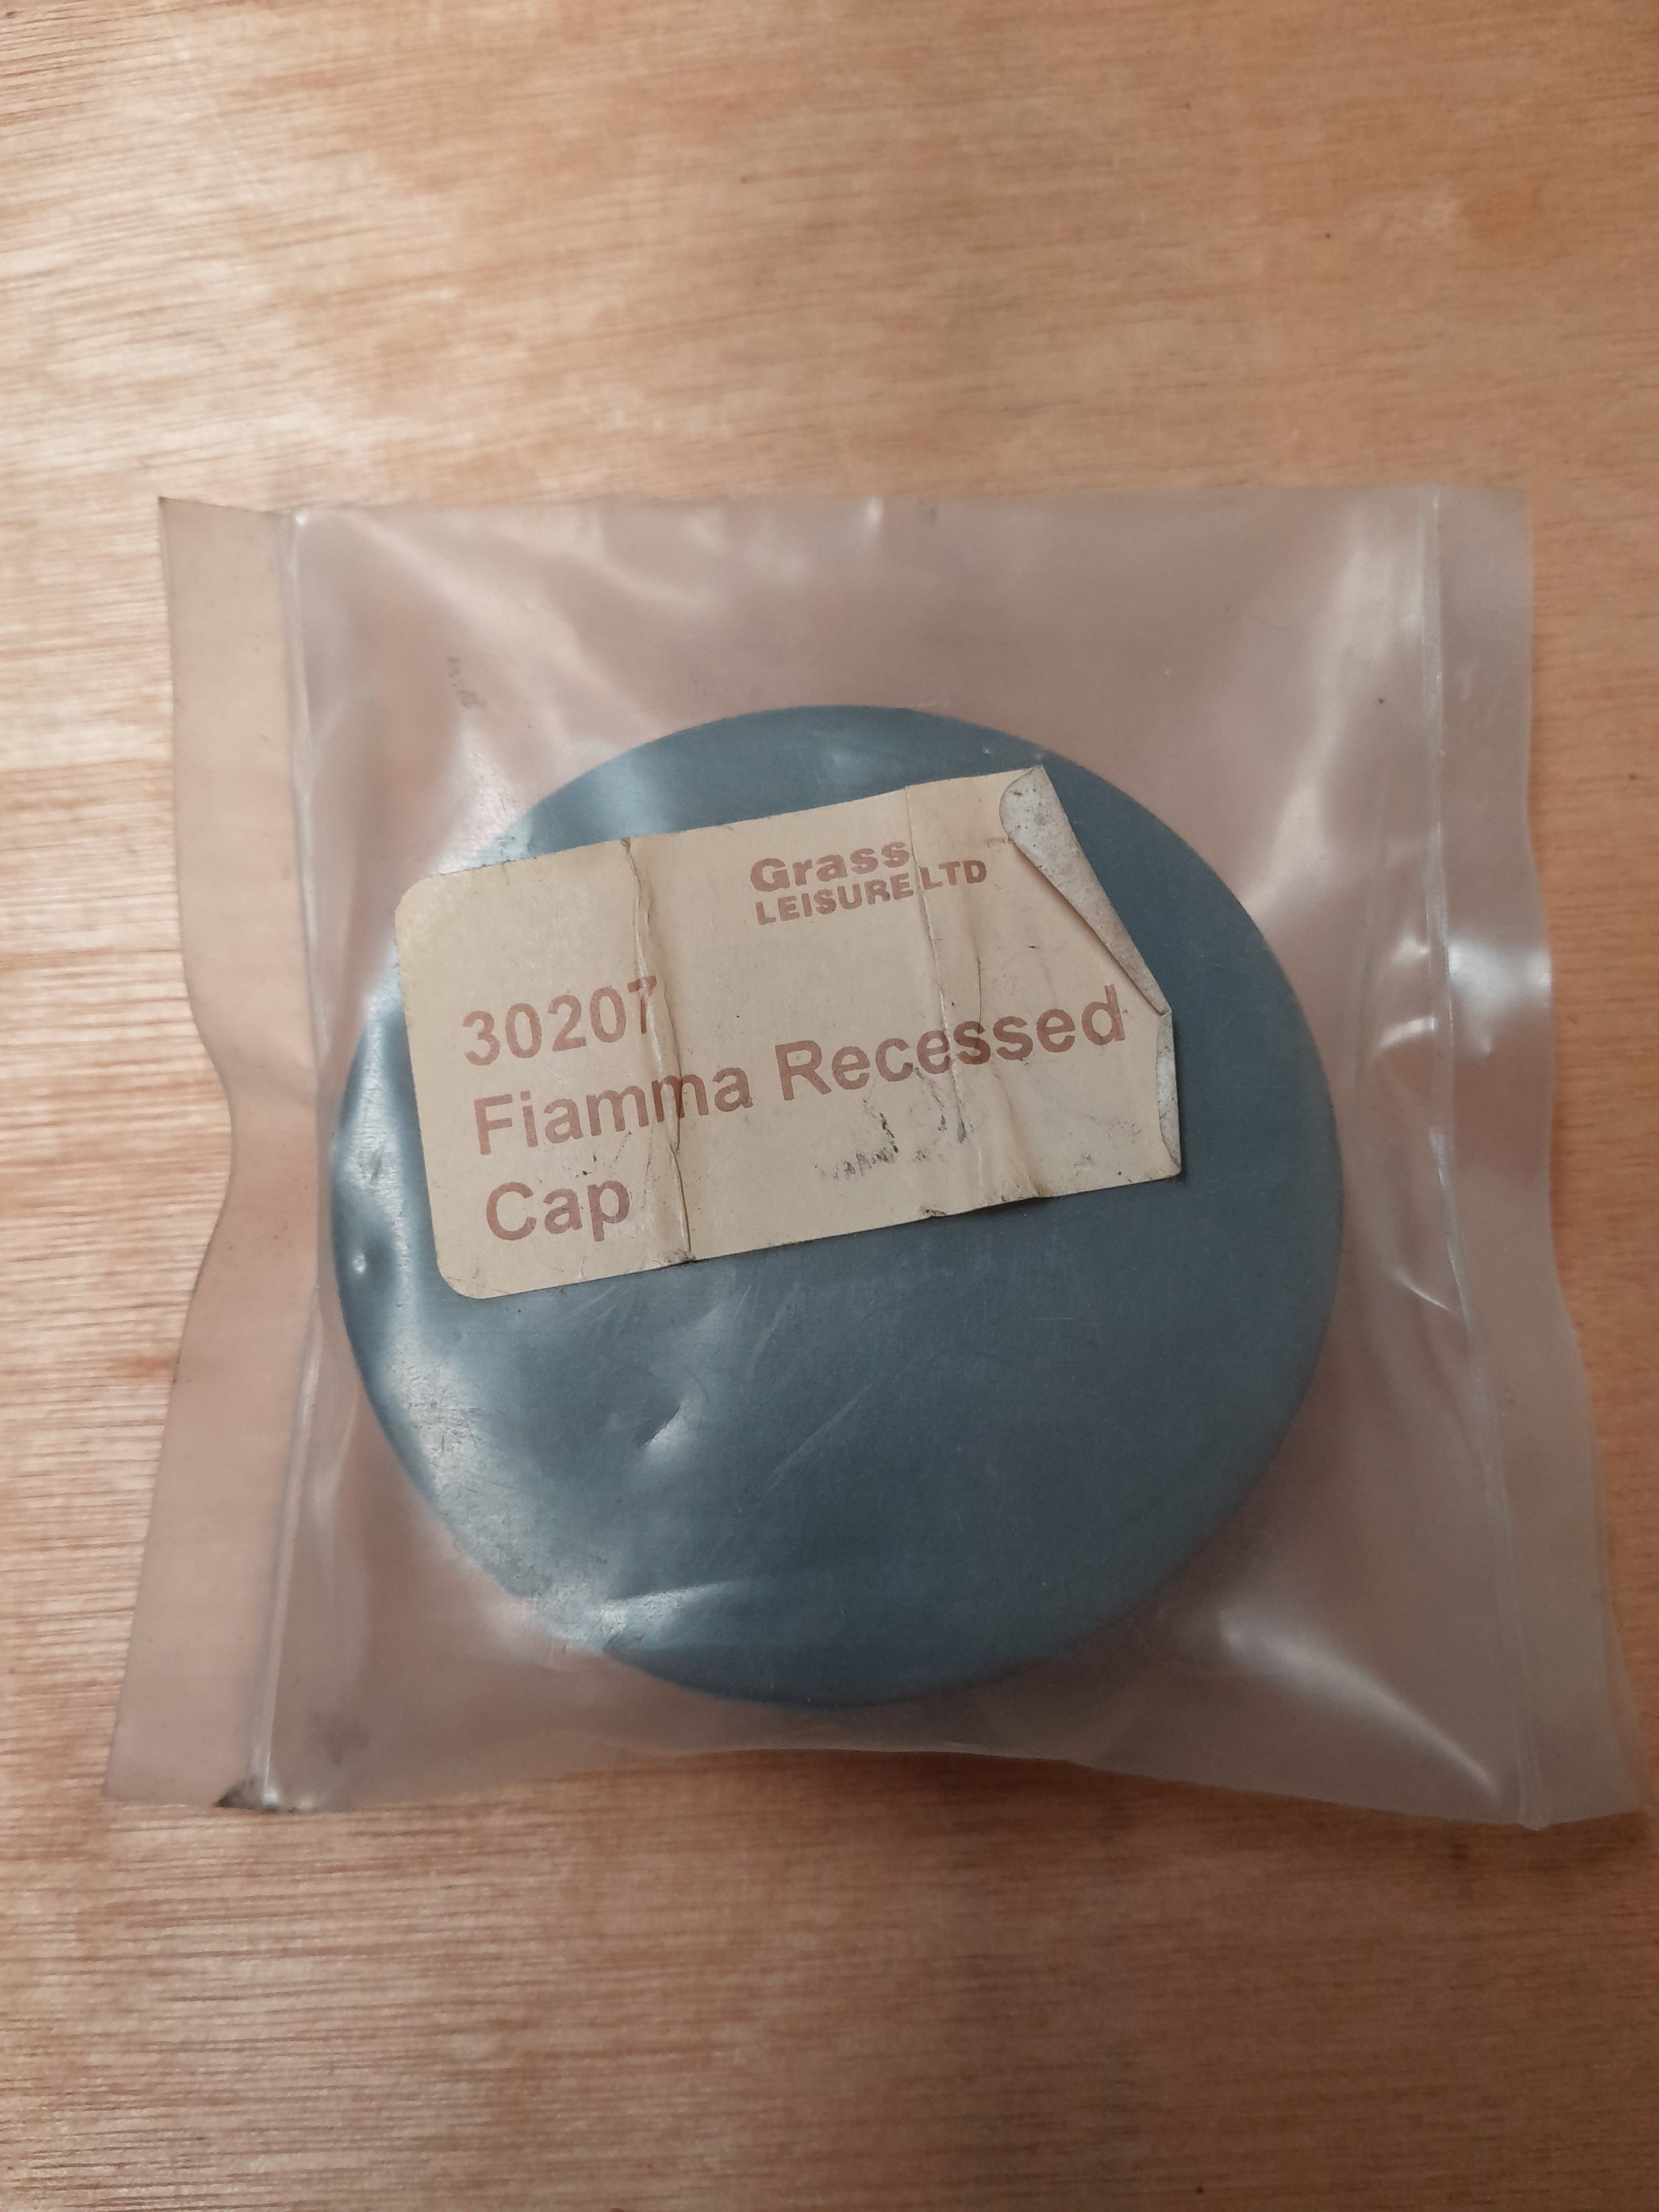 Grass
LEISURE LTD
30207
Fiamma Recessed
Cap